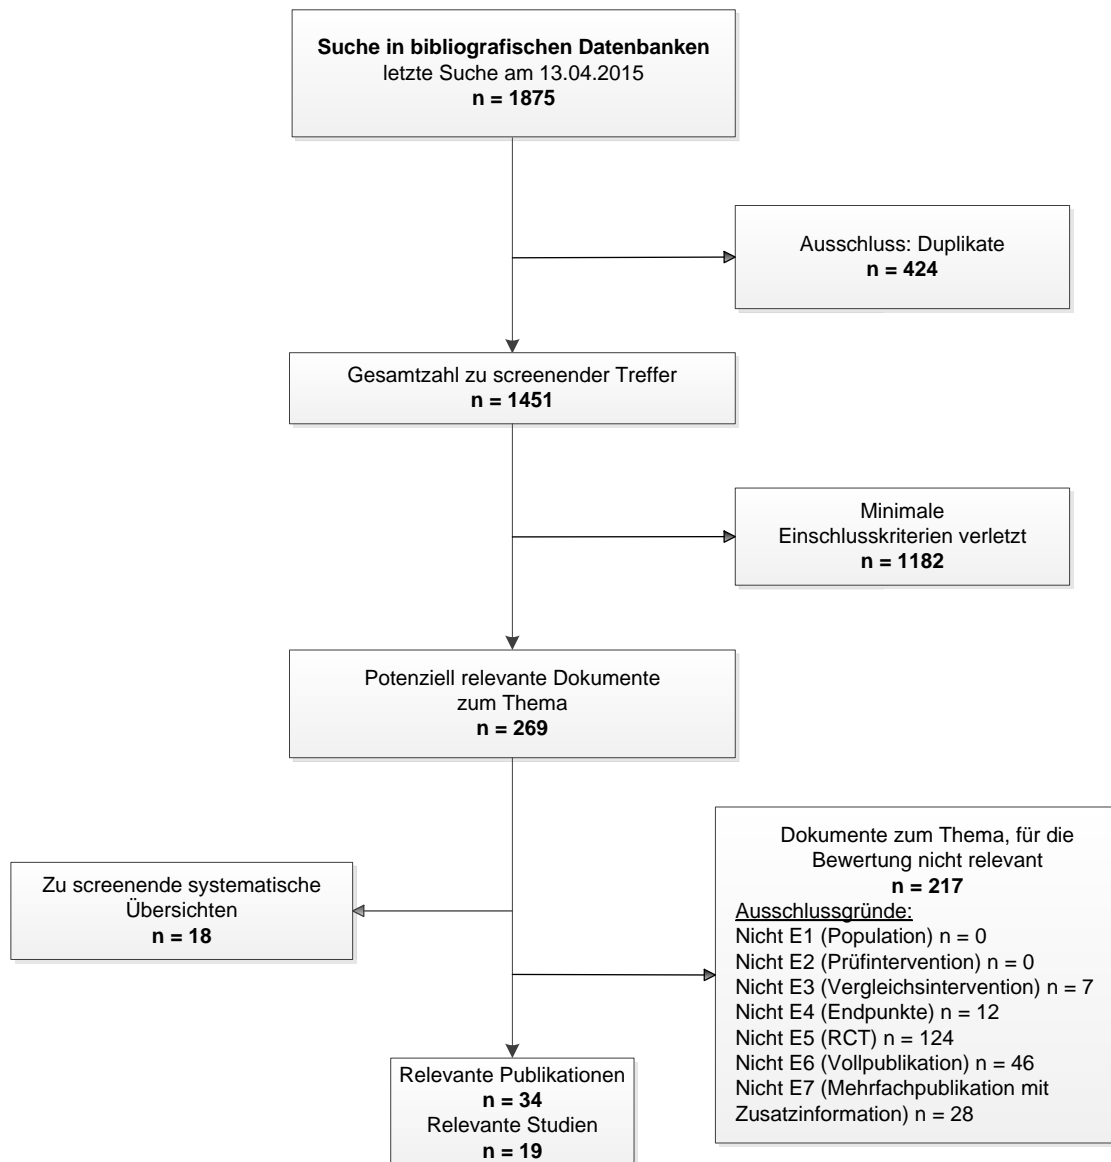 Suche in bibliografischen Datenbanken
letzte Suche am 13.04.2015
n = 1875
Ausschluss: Duplikate
n = 424
Gesamtzahl zu screenender Treffer
n = 1451
Minimale
Einschlusskriterien verletzt
n = 1182
Potenziell relevante Dokumente
zum Thema
n = 269
Zu screenende systematische
Übersichten
n = 18
Dokumente zum Thema, für die
Bewertung nicht relevant
n = 217
Ausschlussgründe:
Nicht E1 (Population) n = 0
Nicht E2 (Prüfintervention) n = 0
Nicht E3 (Vergleichsintervention) n = 7
Nicht E4 (Endpunkte) n = 12
Nicht E5 (RCT) n = 124
Nicht E6 (Vollpublikation) n = 46
Nicht E7 (Mehrfachpublikation mit
Zusatzinformation) n = 28
Relevante Publikationen
n = 34
Relevante Studien
n = 19